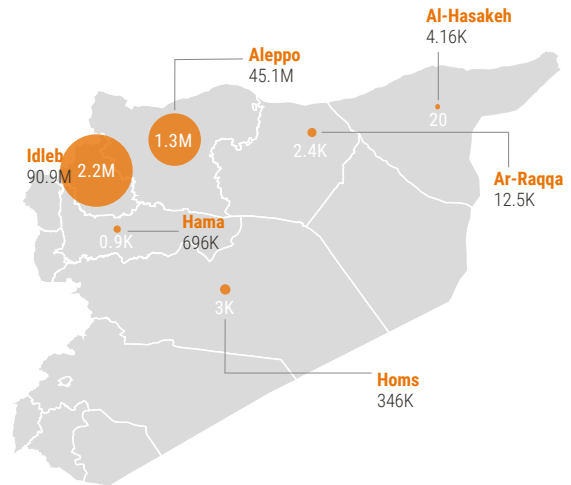 Al-Hasakeh
4.16K
20
Aleppo
45.1M
1.3M
2.4K
Idleb
90.9M
2.2M
Ar-Raqqa
12.5K
Hama
696K
0.9K
3K
Homs
346K